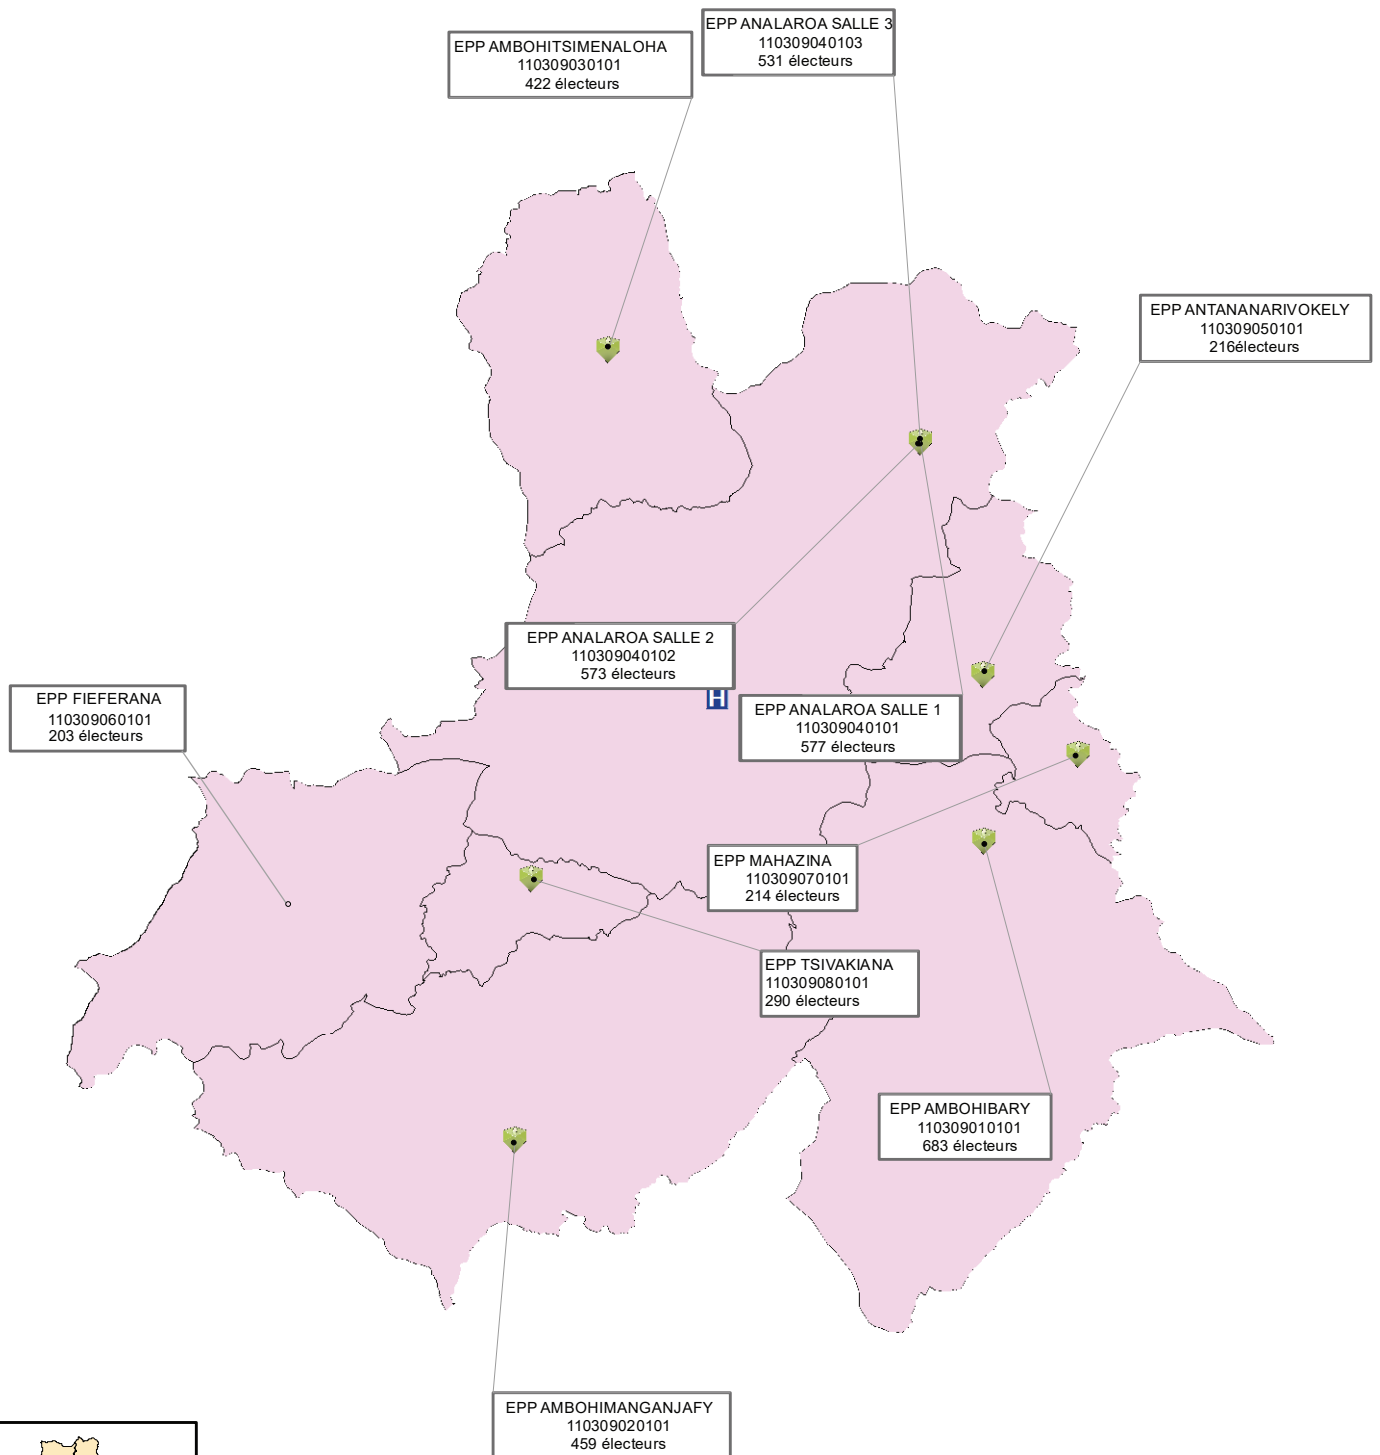 EPP ANALAROA SALLE 3
110309040103
531 électeurs
EPP AMBOHITSIMENALOHA
110309030101
422 électeurs
EPP ANTANANARIVOKELY
110309050101
216électeurs
EPP ANALAROA SALLE 2
110309040102
573 électeurs
H
EPP FIEFERANA
110309060101
203 électeurs
EPP ANALAROA SALLE 1
110309040101
577 électeurs
EPP MAHAZINA
110309070101
214 électeurs
EPP TSIVAKIANA
110309080101
290 électeurs
EPP AMBOHIBARY
110309010101
683 électeurs
EPP AMBOHIMANGANJAFY
110309020101
459 électeurs